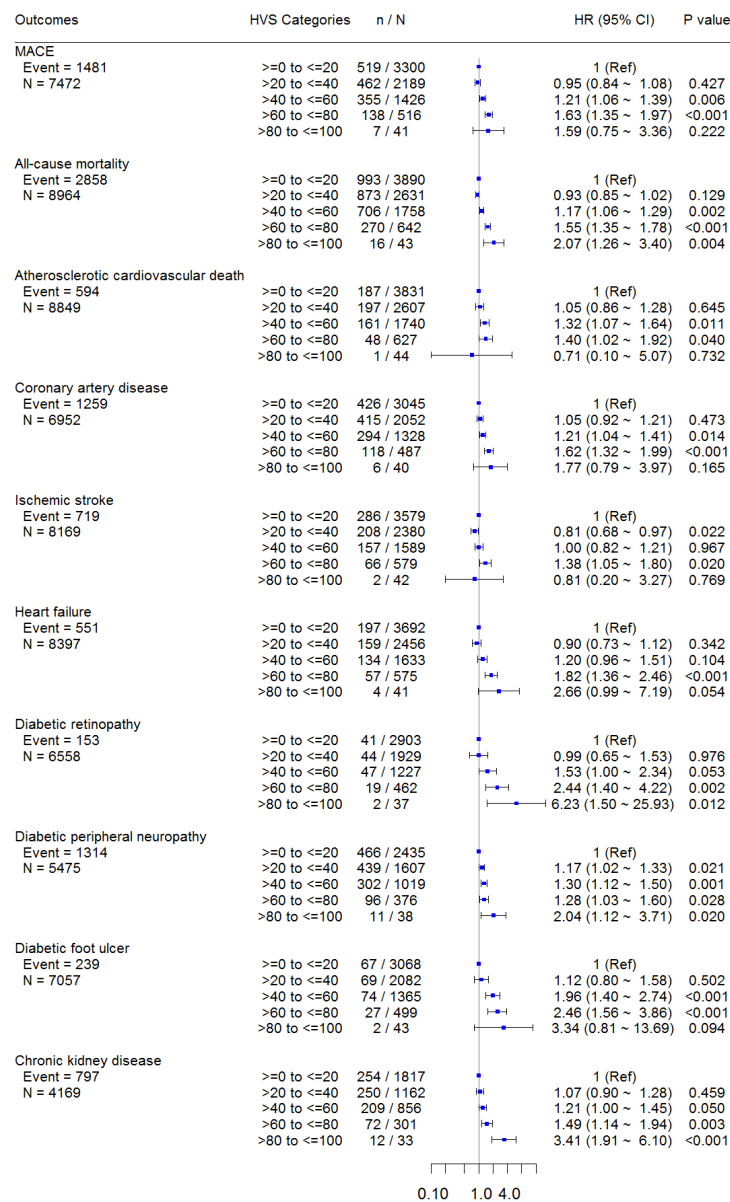 Outcomes HVS Categories n / N HR (95% CI) P value
MACE
Event = 1481 >=0 to <=20 519 / 3300 1 (Ref)
N = 7472 >20 to <=40 462 / 2189 0.95 (0.84 ~ 1.08) 0.427
>40 to <=60 355 / 1426 1.21 (1.06 ~ 1.39) 0.006
>60 to <=80 138 / 516 1.63 (1.35 ~ 1.97) <0.001
>80 to <=100 7 / 41 1.59 (0.75 ~ 3.36) 0.222
All-cause mortality
Event = 2858 >=0 to <=20 993 / 3890 1 (Ref)
N = 8964 >20 to <=40 873 / 2631 0.93 (0.85 ~ 1.02) 0.129
>40 to <=60 706 / 1758 1.17 (1.06 ~ 1.29) 0.002
>60 to <=80 270 / 642 1.55 (1.35 ~ 1.78) <0.001
>80 to <=100 16 / 43 2.07 (1.26 ~ 3.40) 0.004
Atherosclerotic cardiovascular death
Event = 594 >=0 to <=20 187 / 3831 1 (Ref)
N = 8849 >20 to <=40 197 / 2607 1.05 (0.86 ~ 1.28) 0.645
>40 to <=60 161 / 1740 1.32 (1.07 ~ 1.64) 0.011
>60 to <=80 48 / 627 1.40 (1.02 ~ 1.92) 0.040
>80 to <=100 1 / 44 0.71 (0.10 ~ 5.07) 0.732
Coronary artery disease
Event = 1259 >=0 to <=20 426 / 3045 1 (Ref)
N = 6952 >20 to <=40 415 / 2052 1.05 (0.92 ~ 1.21) 0.473
>40 to <=60 294 / 1328 1.21 (1.04 ~ 1.41) 0.014
>60 to <=80 118 / 487 1.62 (1.32 ~ 1.99) <0.001
>80 to <=100 6 / 40 1.77 (0.79 ~ 3.97) 0.165
Ischemic stroke
Event = 719 >=0 to <=20 286 / 3579 1 (Ref)
N = 8169 >20 to <=40 208 / 2380 0.81 (0.68 ~ 0.97) 0.022
>40 to <=60 157 / 1589 1.00 (0.82 ~ 1.21) 0.967
>60 to <=80 66 / 579 1.38 (1.05 ~ 1.80) 0.020
>80 to <=100 2 / 42 0.81 (0.20 ~ 3.27) 0.769
Heart failure
Event = 551 >=0 to <=20 197 / 3692 1 (Ref)
N = 8397 >20 to <=40 159 / 2456 0.90 (0.73 ~ 1.12) 0.342
>40 to <=60 134 / 1633 1.20 (0.96 ~ 1.51) 0.104
>60 to <=80 57 / 575 1.82 (1.36 ~ 2.46) <0.001
>80 to <=100 4 / 41 2.66 (0.99 ~ 7.19) 0.054
Diabetic retinopathy
Event = 153 >=0 to <=20 41 / 2903 1 (Ref)
N = 6558 >20 to <=40 44 / 1929 0.99 (0.65 ~ 1.53) 0.976
>40 to <=60 47 / 1227 1.53 (1.00 ~ 2.34) 0.053
>60 to <=80 19 / 462 2.44 (1.40 ~ 4.22) 0.002
>80 to <=100 2 / 37 6.23 (1.50 ~ 25.93) 0.012
Diabetic peripheral neuropathy
Event = 1314 >=0 to <=20 466 / 2435 1 (Ref)
N = 5475 >20 to <=40 439 / 1607 1.17 (1.02 ~ 1.33) 0.021
>40 to <=60 302 / 1019 1.30 (1.12 ~ 1.50) 0.001
>60 to <=80 96 / 376 1.28 (1.03 ~ 1.60) 0.028
>80 to <=100 11 / 38 2.04 (1.12 ~ 3.71) 0.020
Diabetic foot ulcer
Event = 239 >=0 to <=20 67 / 3068 1 (Ref)
N = 7057 >20 to <=40 69 / 2082 1.12 (0.80 ~ 1.58) 0.502
>40 to <=60 74 / 1365 1.96 (1.40 ~ 2.74) <0.001
>60 to <=80 27 / 499 2.46 (1.56 ~ 3.86) <0.001
>80 to <=100 2 / 43 3.34 (0.81 ~ 13.69) 0.094
Chronic kidney disease
Event = 797 >=0 to <=20 254 / 1817 1 (Ref)
N = 4169 >20 to <=40 250 / 1162 1.07 (0.90 ~ 1.28) 0.459
>40 to <=60 209 / 856 1.21 (1.00 ~ 1.45) 0.050
>60 to <=80 72 / 301 1.49 (1.14 ~ 1.94) 0.003
>80 to <=100 12 / 33 3.41 (1.91 ~ 6.10) <0.001
0.10 1.0 4.0